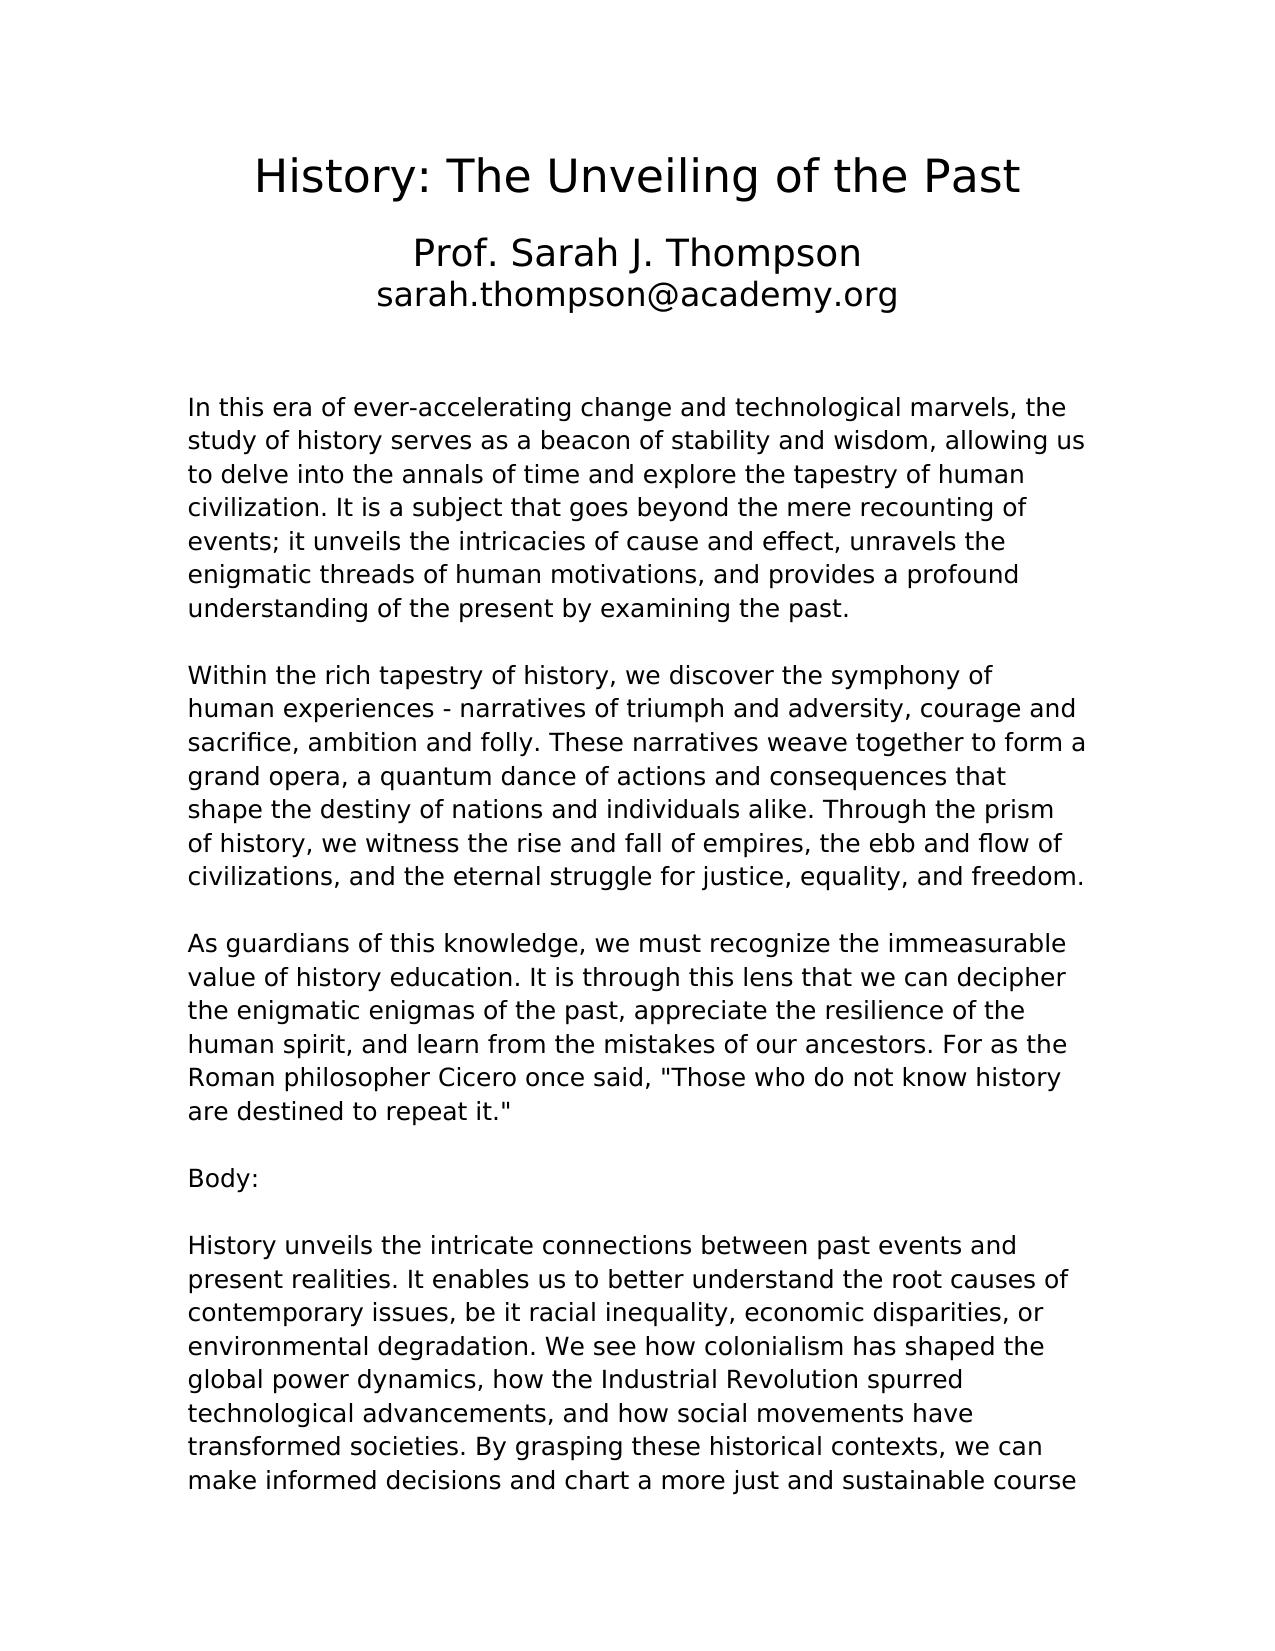 History: The Unveiling of the Past
Prof. Sarah J. Thompson
sarah.thompson@academy.org
In this era of ever-accelerating change and technological marvels, the
study of history serves as a beacon of stability and wisdom, allowing us
to delve into the annals of time and explore the tapestry of human
civilization. It is a subject that goes beyond the mere recounting of
events; it unveils the intricacies of cause and effect, unravels the
enigmatic threads of human motivations, and provides a profound
understanding of the present by examining the past.
Within the rich tapestry of history, we discover the symphony of
human experiences - narratives of triumph and adversity, courage and
sacrifice, ambition and folly. These narratives weave together to form a
grand opera, a quantum dance of actions and consequences that
shape the destiny of nations and individuals alike. Through the prism
of history, we witness the rise and fall of empires, the ebb and flow of
civilizations, and the eternal struggle for justice, equality, and freedom.
As guardians of this knowledge, we must recognize the immeasurable
value of history education. It is through this lens that we can decipher
the enigmatic enigmas of the past, appreciate the resilience of the
human spirit, and learn from the mistakes of our ancestors. For as the
Roman philosopher Cicero once said, "Those who do not know history
are destined to repeat it."
Body:
History unveils the intricate connections between past events and
present realities. It enables us to better understand the root causes of
contemporary issues, be it racial inequality, economic disparities, or
environmental degradation. We see how colonialism has shaped the
global power dynamics, how the Industrial Revolution spurred
technological advancements, and how social movements have
transformed societies. By grasping these historical contexts, we can
make informed decisions and chart a more just and sustainable course